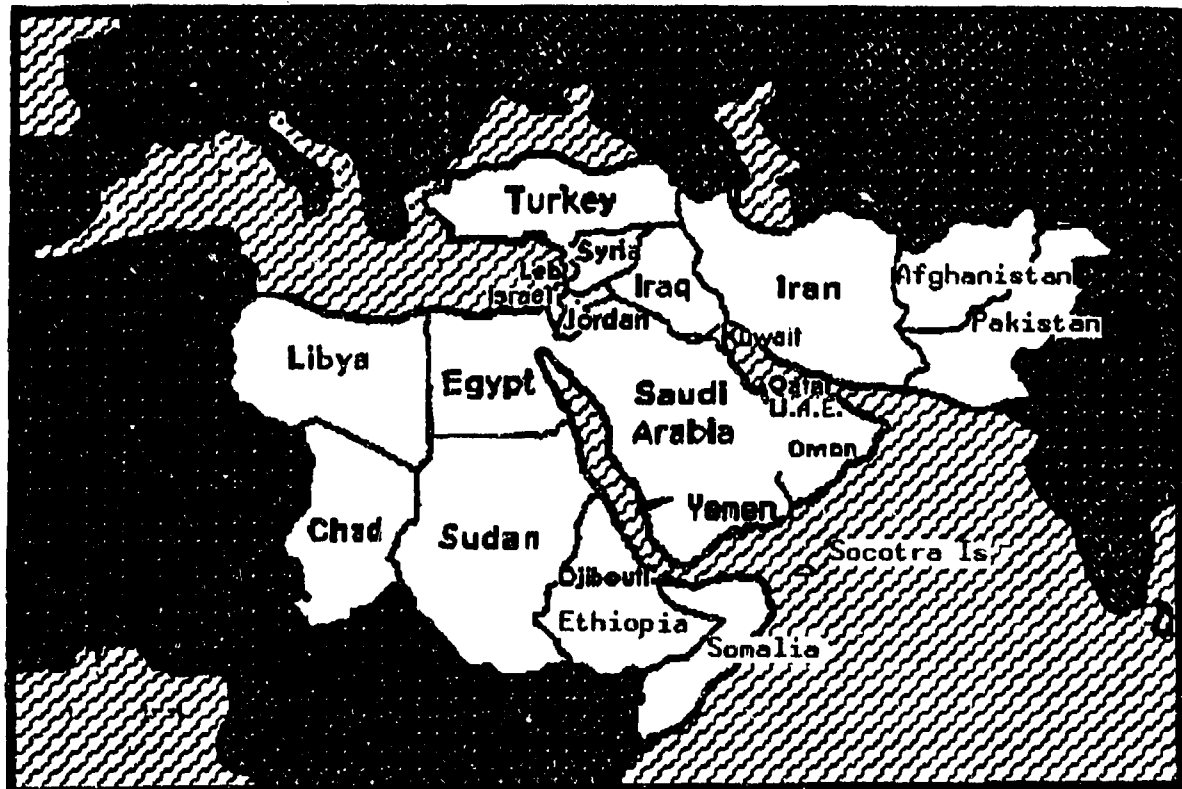 Turkey
Syria
Leb
Israel
Iraq
Iran
Afghanistan
Jordan
Kuwait
Pakistan
Libya
Egypt
Saudi
Arabia
Qatar
U.A.E.
Oman
Yemen
Chad
Sudan
Socotra Is.
Djibouti
Ethiopia
Somalia